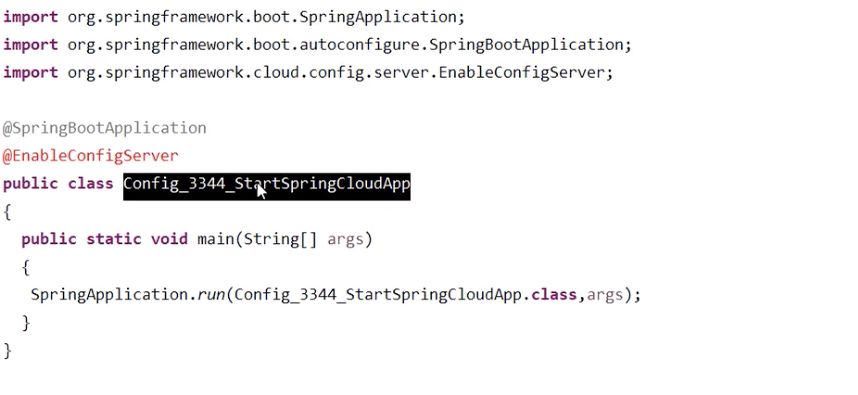 import org.springframework.boot.SpringApplication;
import org.springframework.boot.autoconfigure.SpringBootApplication;
import org.springframework.cloud.config.server.EnableConfigServer;
@SpringBootApplication
@EnableConfigServer
public class Config_3344_StartSpringCloudApp
{
public static void main(String[] args)
{
SpringApplication.run(Config_3344_StartSpringCloudApp.class,args);
}
}